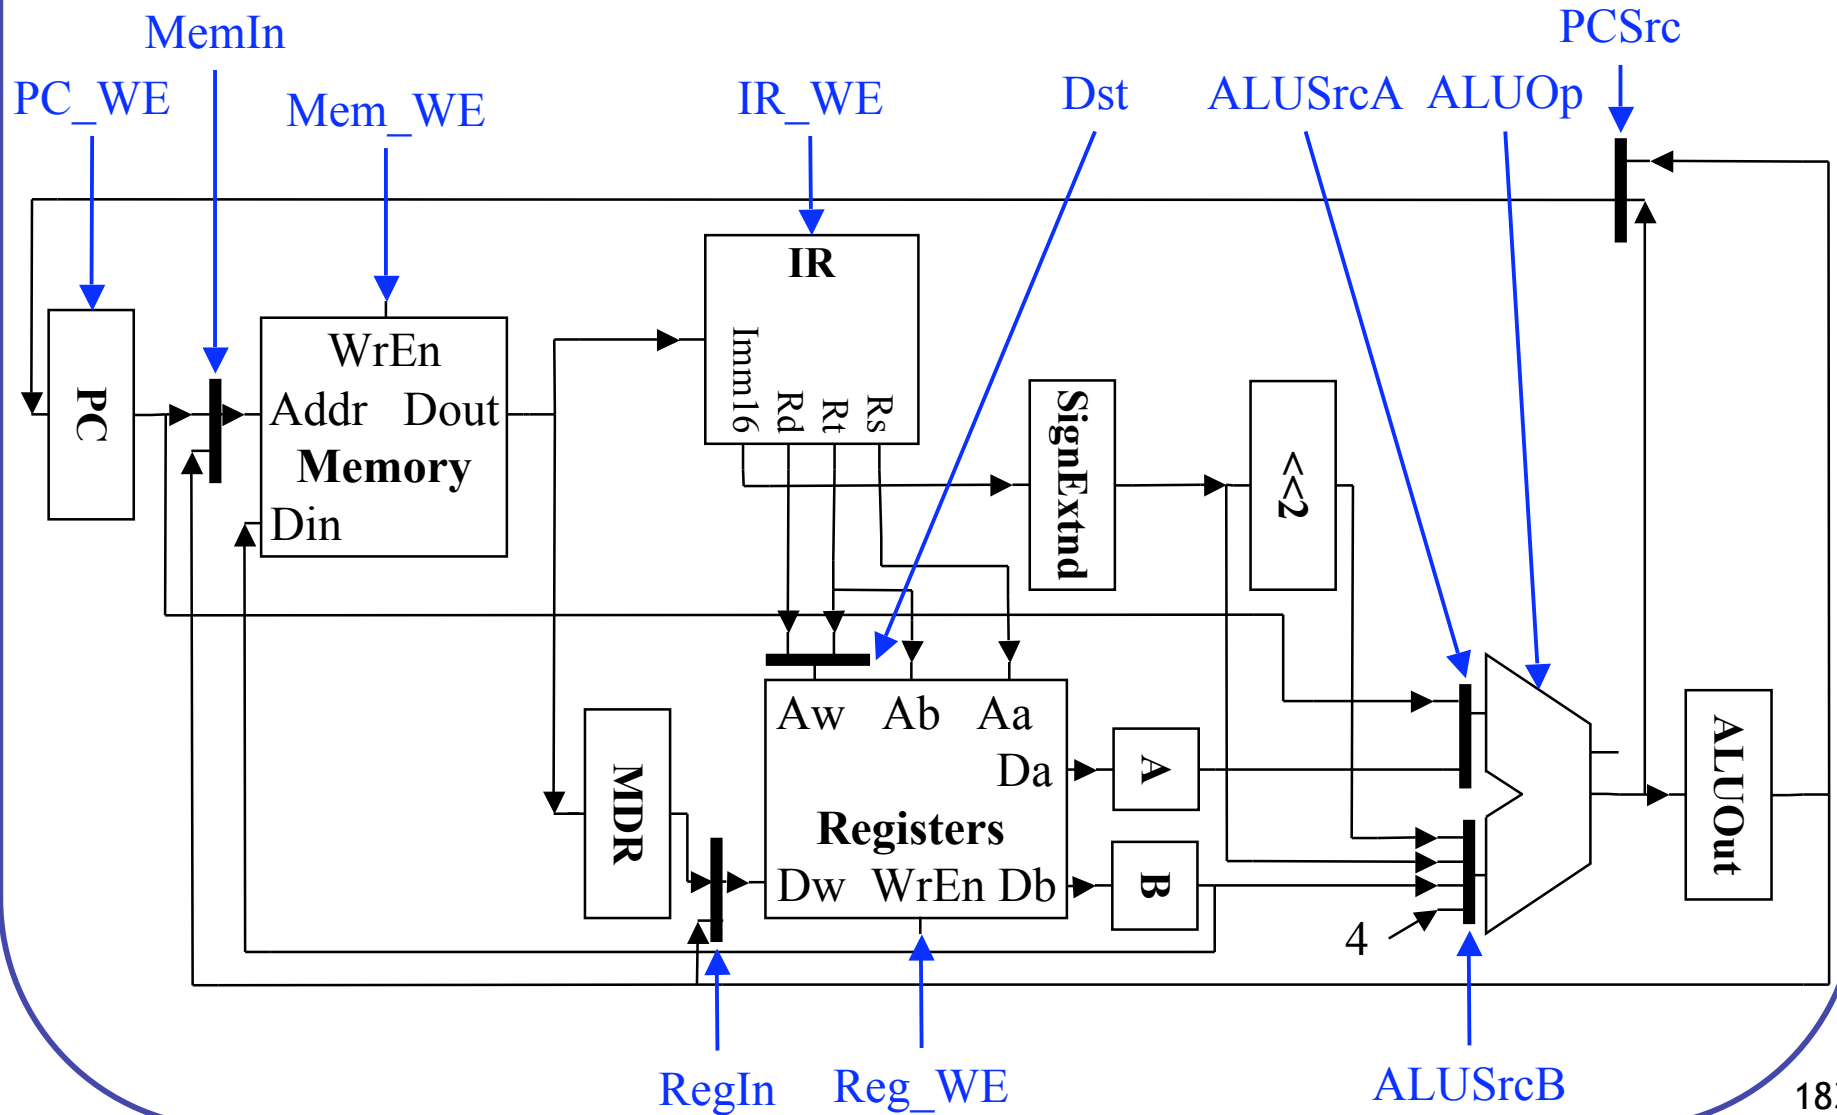 MemIn
PCSrc
PC_WE
Mem_WE
IR_WE
Dst
ALUSrcA
ALUOp
IR
Imm16
Rd
Rt
Rs
PC
WrEn
Addr
Dout
Memory
Din
SignExtnd
<<2
Aw
Ab
Aa
Da
Registers
Dw
WrEn
Db
MDR
A
B
4
ALUOut
RegIn
Reg_WE
ALUSrcB